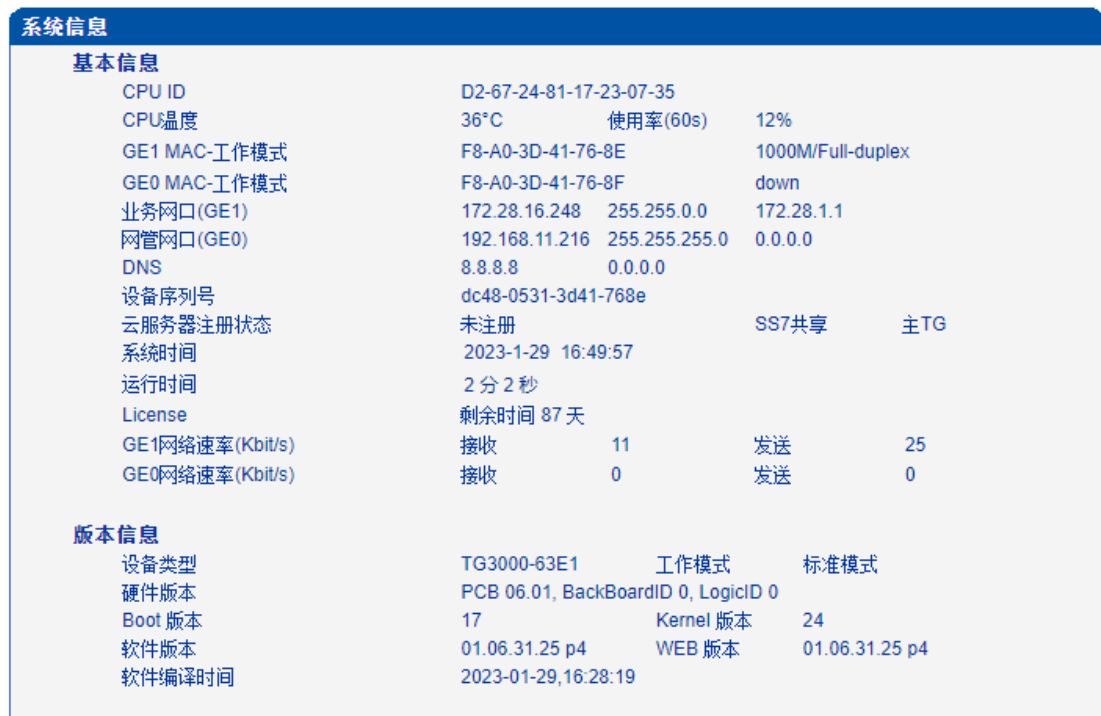 系统信息
基本信息
CPU ID D2-67-24-81-17-23-07-35
CPU温度 36°C 使用率(60s) 12%
GE1 MAC-工作模式 F8-A0-3D-41-76-8E 1000M/Full-duplex
GE0 MAC-工作模式 F8-A0-3D-41-76-8F down
业务网口(GE1) 172.28.16.248 255.255.0.0 172.28.1.1
网管网口(GE0) 192.168.11.216 255.255.255.0 0.0.0.0
DNS 8.8.8.8 0.0.0.0
设备序列号 dc48-0531-3d41-768e
云服务器注册状态 未注册 SS7共享 主TG
系统时间 2023-1-29 16:49:57
运行时间 2 分 2 秒
License 剩余时间 87 天
GE1网络速率(Kbit/s) 接收 11 发送 25
GE0网络速率(Kbit/s) 接收 0 发送 0
版本信息
设备类型 TG3000-63E1 工作模式 标准模式
硬件版本 PCB 06.01, BackBoardID 0, LogicID 0
Boot 版本 17 Kernel 版本 24
软件版本 01.06.31.25 p4 WEB 版本 01.06.31.25 p4
软件编译时间 2023-01-29,16:28:19